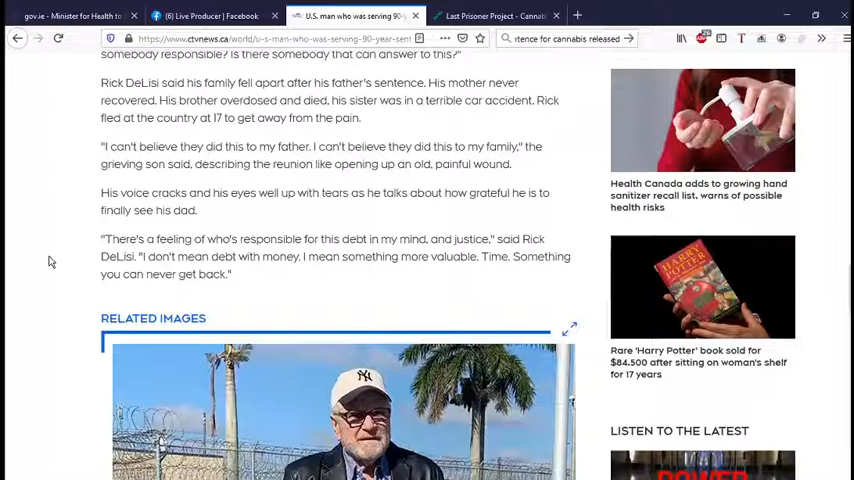 gov.ie - Minister for Health to
(6) Live Producer | Facebook
U.S. man who was serving 90-y
Last Prisoner Project - Cannabi
https://www.ctvnews.ca/world/u-s-man-who-was-serving-90-year-sent
rtence for cannabis released
26
somebody responsible? Is there somebody that can answer to this?"
Rick DeLisi said his family fell apart after his father's sentence. His mother never
recovered. His brother overdosed and died, his sister was in a terrible car accident. Rick
fled at the country at 17 to get away from the pain.
"I can't believe they did this to my father. I can't believe they did this to my family," the
grieving son said, describing the reunion like opening up an old, painful wound.
His voice cracks and his eyes well up with tears as he talks about how grateful he is to
finally see his dad.
"There's a feeling of who's responsible for this debt in my mind, and justice," said Rick
DeLisi. "I don't mean debt with money. I mean something more valuable. Time. Something
you can never get back."
RELATED IMAGES
NY
Health Canada adds to growing hand
sanitizer recall list, warns of possible
health risks
HARRY
POTTER
Rare 'Harry Potter' book sold for
$84,500 after sitting on woman's shelf
for 17 years
LISTEN TO THE LATEST
POWER